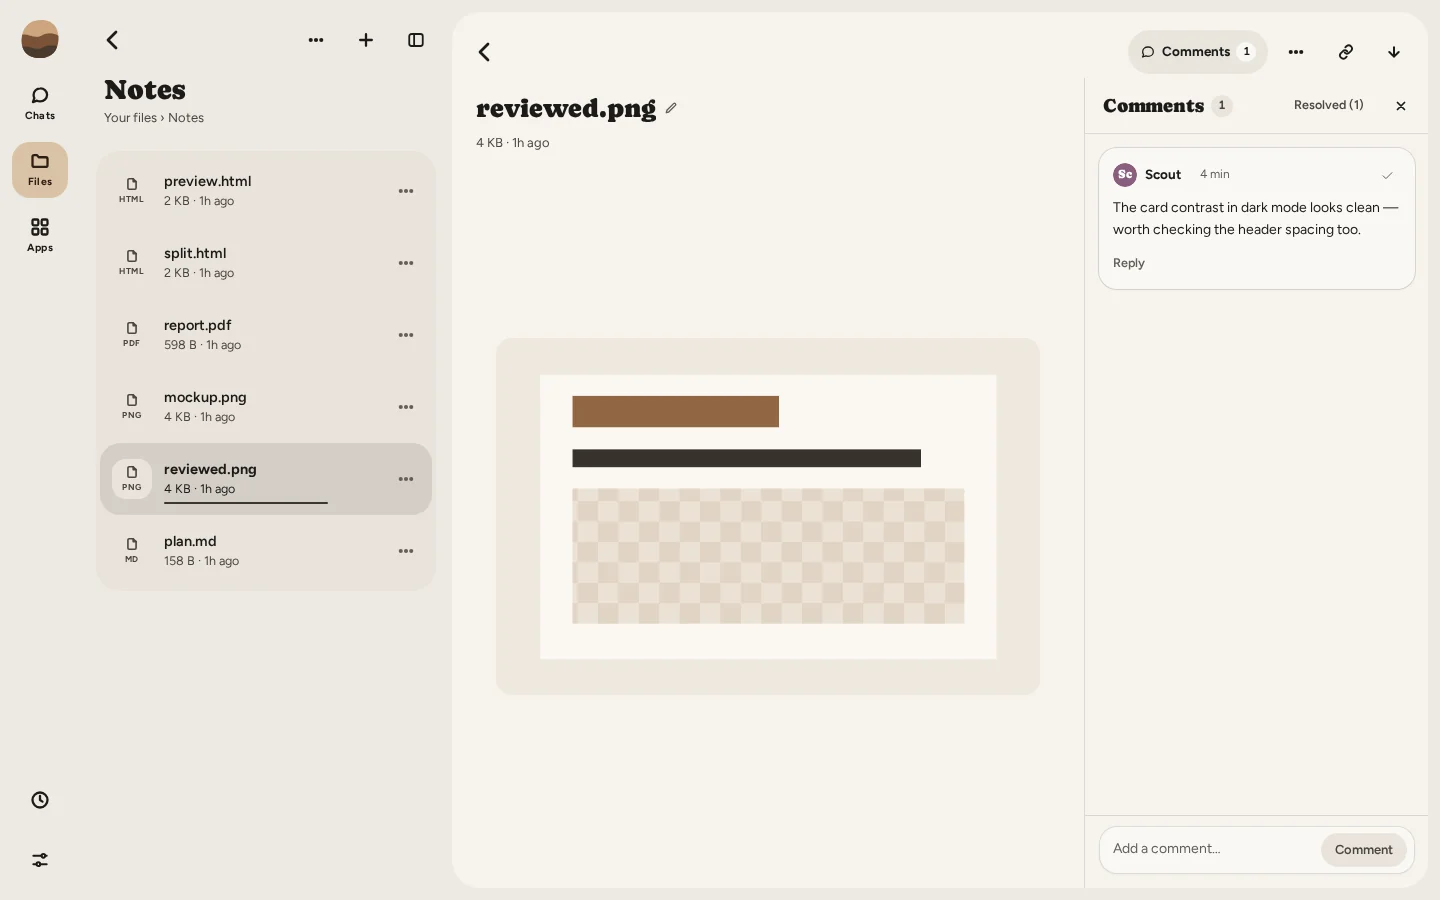 Chats
Files
Apps
Notes
Your files › Notes
HTML
preview.html
2 KB · 1h ago
HTML
split.html
2 KB · 1h ago
PDF
report.pdf
598 B · 1h ago
PNG
mockup.png
4 KB · 1h ago
PNG
reviewed.png
4 KB · 1h ago
MD
plan.md
158 B · 1h ago
Comments 1
reviewed.png
4 KB · 1h ago
Comments 1
Resolved (1)
Sc Scout 4 min
The card contrast in dark mode looks clean —
worth checking the header spacing too.
Reply
Add a comment...
Comment